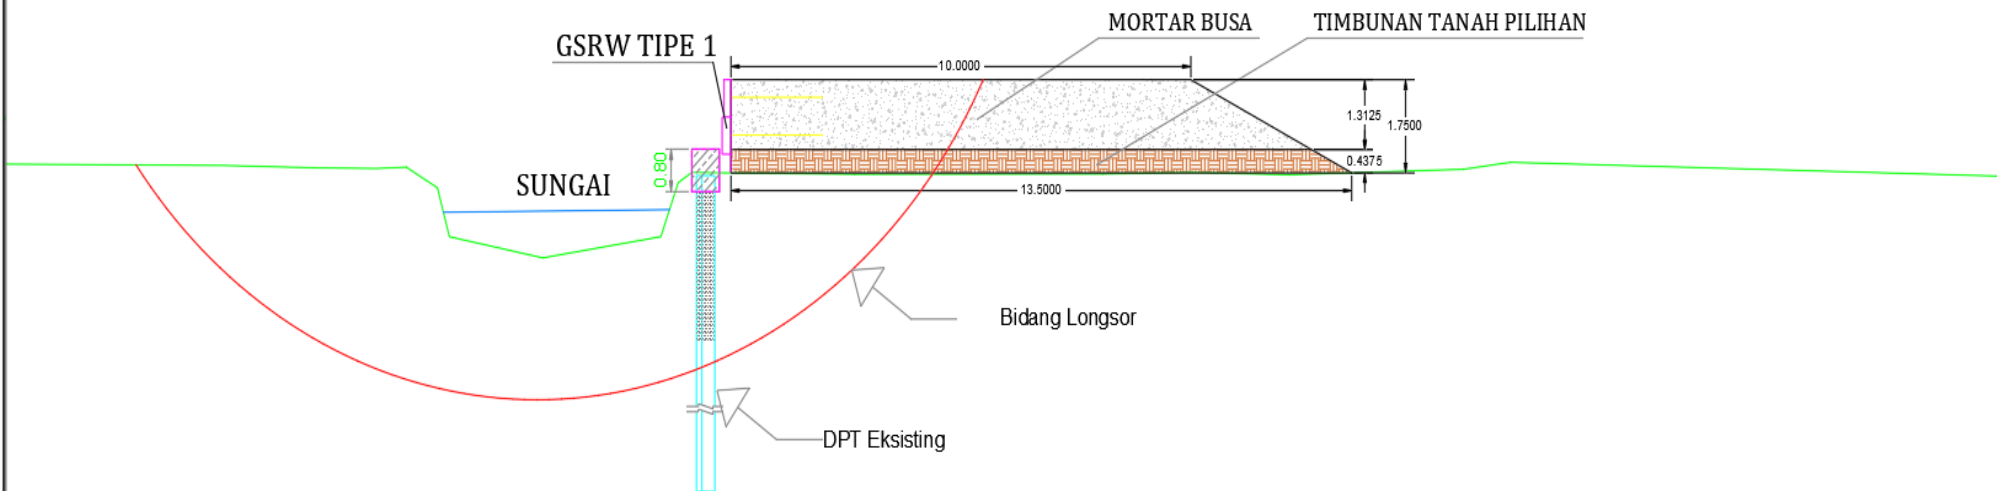 MORTAR BUSA
TIMBUNAN TANAH PILIHAN
GSRW TIPE 1
10.0000
1.3125
1.7500
0.80
0.4375
SUNGAI
13.5000
Bidang Longsor
DPT Eksisting